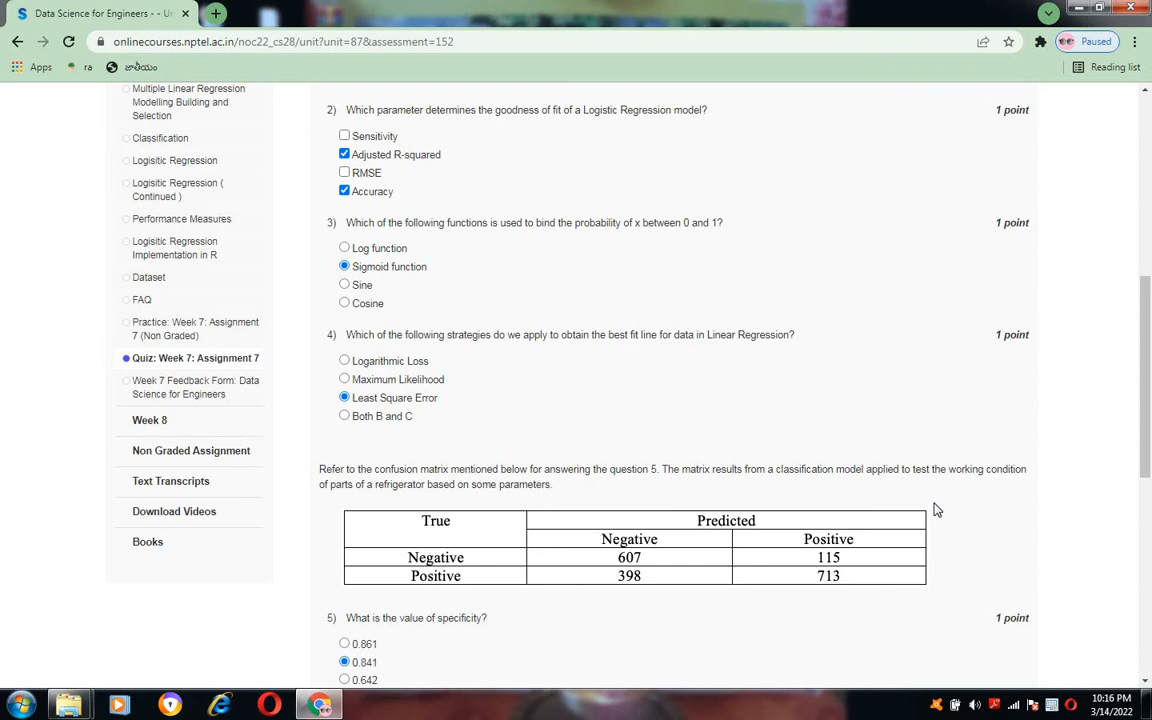 Data Science for Engineers - - Un
onlinecourses.nptel.ac.in/noc22_cs28/unit?unit=87&assessment=152
Paused
Apps
ra
జాతీయం
Reading list
Multiple Linear Regression
Modelling Building and
Selection
Classification
Logisitic Regression
Logisitic Regression (
Continued )
Performance Measures
Logisitic Regression
Implementation in R
Dataset
FAQ
Practice: Week 7: Assignment
7 (Non Graded)
Quiz: Week 7: Assignment 7
Week 7 Feedback Form: Data
Science for Engineers
Week 8
Non Graded Assignment
Text Transcripts
Download Videos
Books
2) Which parameter determines the goodness of fit of a Logistic Regression model? 1 point
Sensitivity
Adjusted R-squared
RMSE
Accuracy
3) Which of the following functions is used to bind the probability of x between 0 and 1? 1 point
Log function
Sigmoid function
Sine
Cosine
4) Which of the following strategies do we apply to obtain the best fit line for data in Linear Regression? 1 point
Logarithmic Loss
Maximum Likelihood
Least Square Error
Both B and C
Refer to the confusion matrix mentioned below for answering the question 5. The matrix results from a classification model applied to test the working condition
of parts of a refrigerator based on some parameters.
True Predicted
Negative Positive
Negative 607 115
Positive 398 713
5) What is the value of specificity? 1 point
0.861
0.841
0.642
10:16 PM
3/14/2022